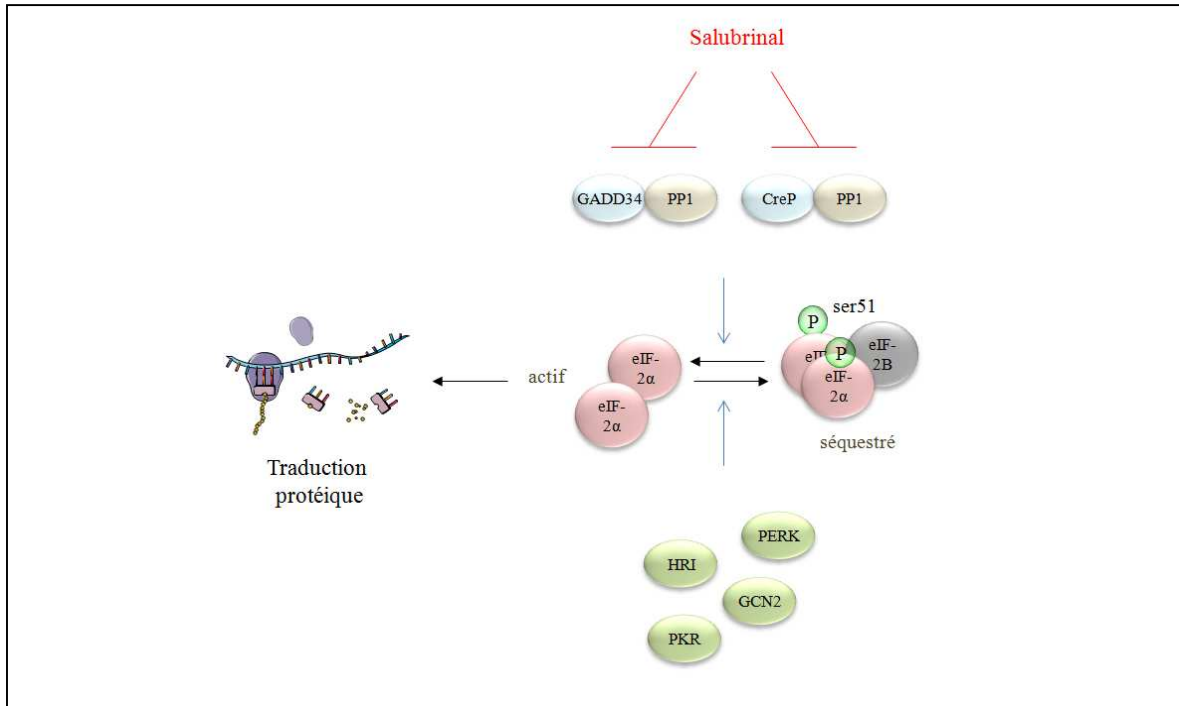 Salubrinal
GADD34
PP1
CreP
PP1
ser51
P
P
eIF-
2B
eIF-
2α
eIF
eIF-
2α
actif
eIF-
2α
séquestré
Traduction
protéique
PERK
HRI
GCN2
PKR